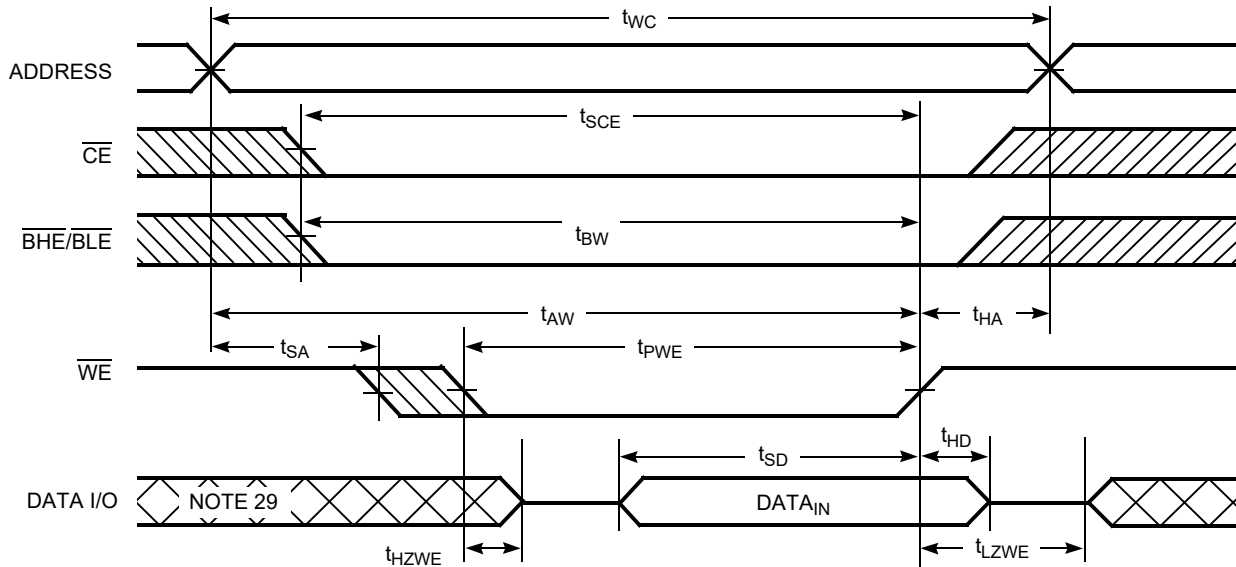 tWC
ADDRESS
tSCE
CE
tBW
BHE/BLE
tAW
tHA
tSA
tPWE
WE
tSD
tHD
DATA I/O
NOTE 29
DATAIN
tHZWE
tLZWE